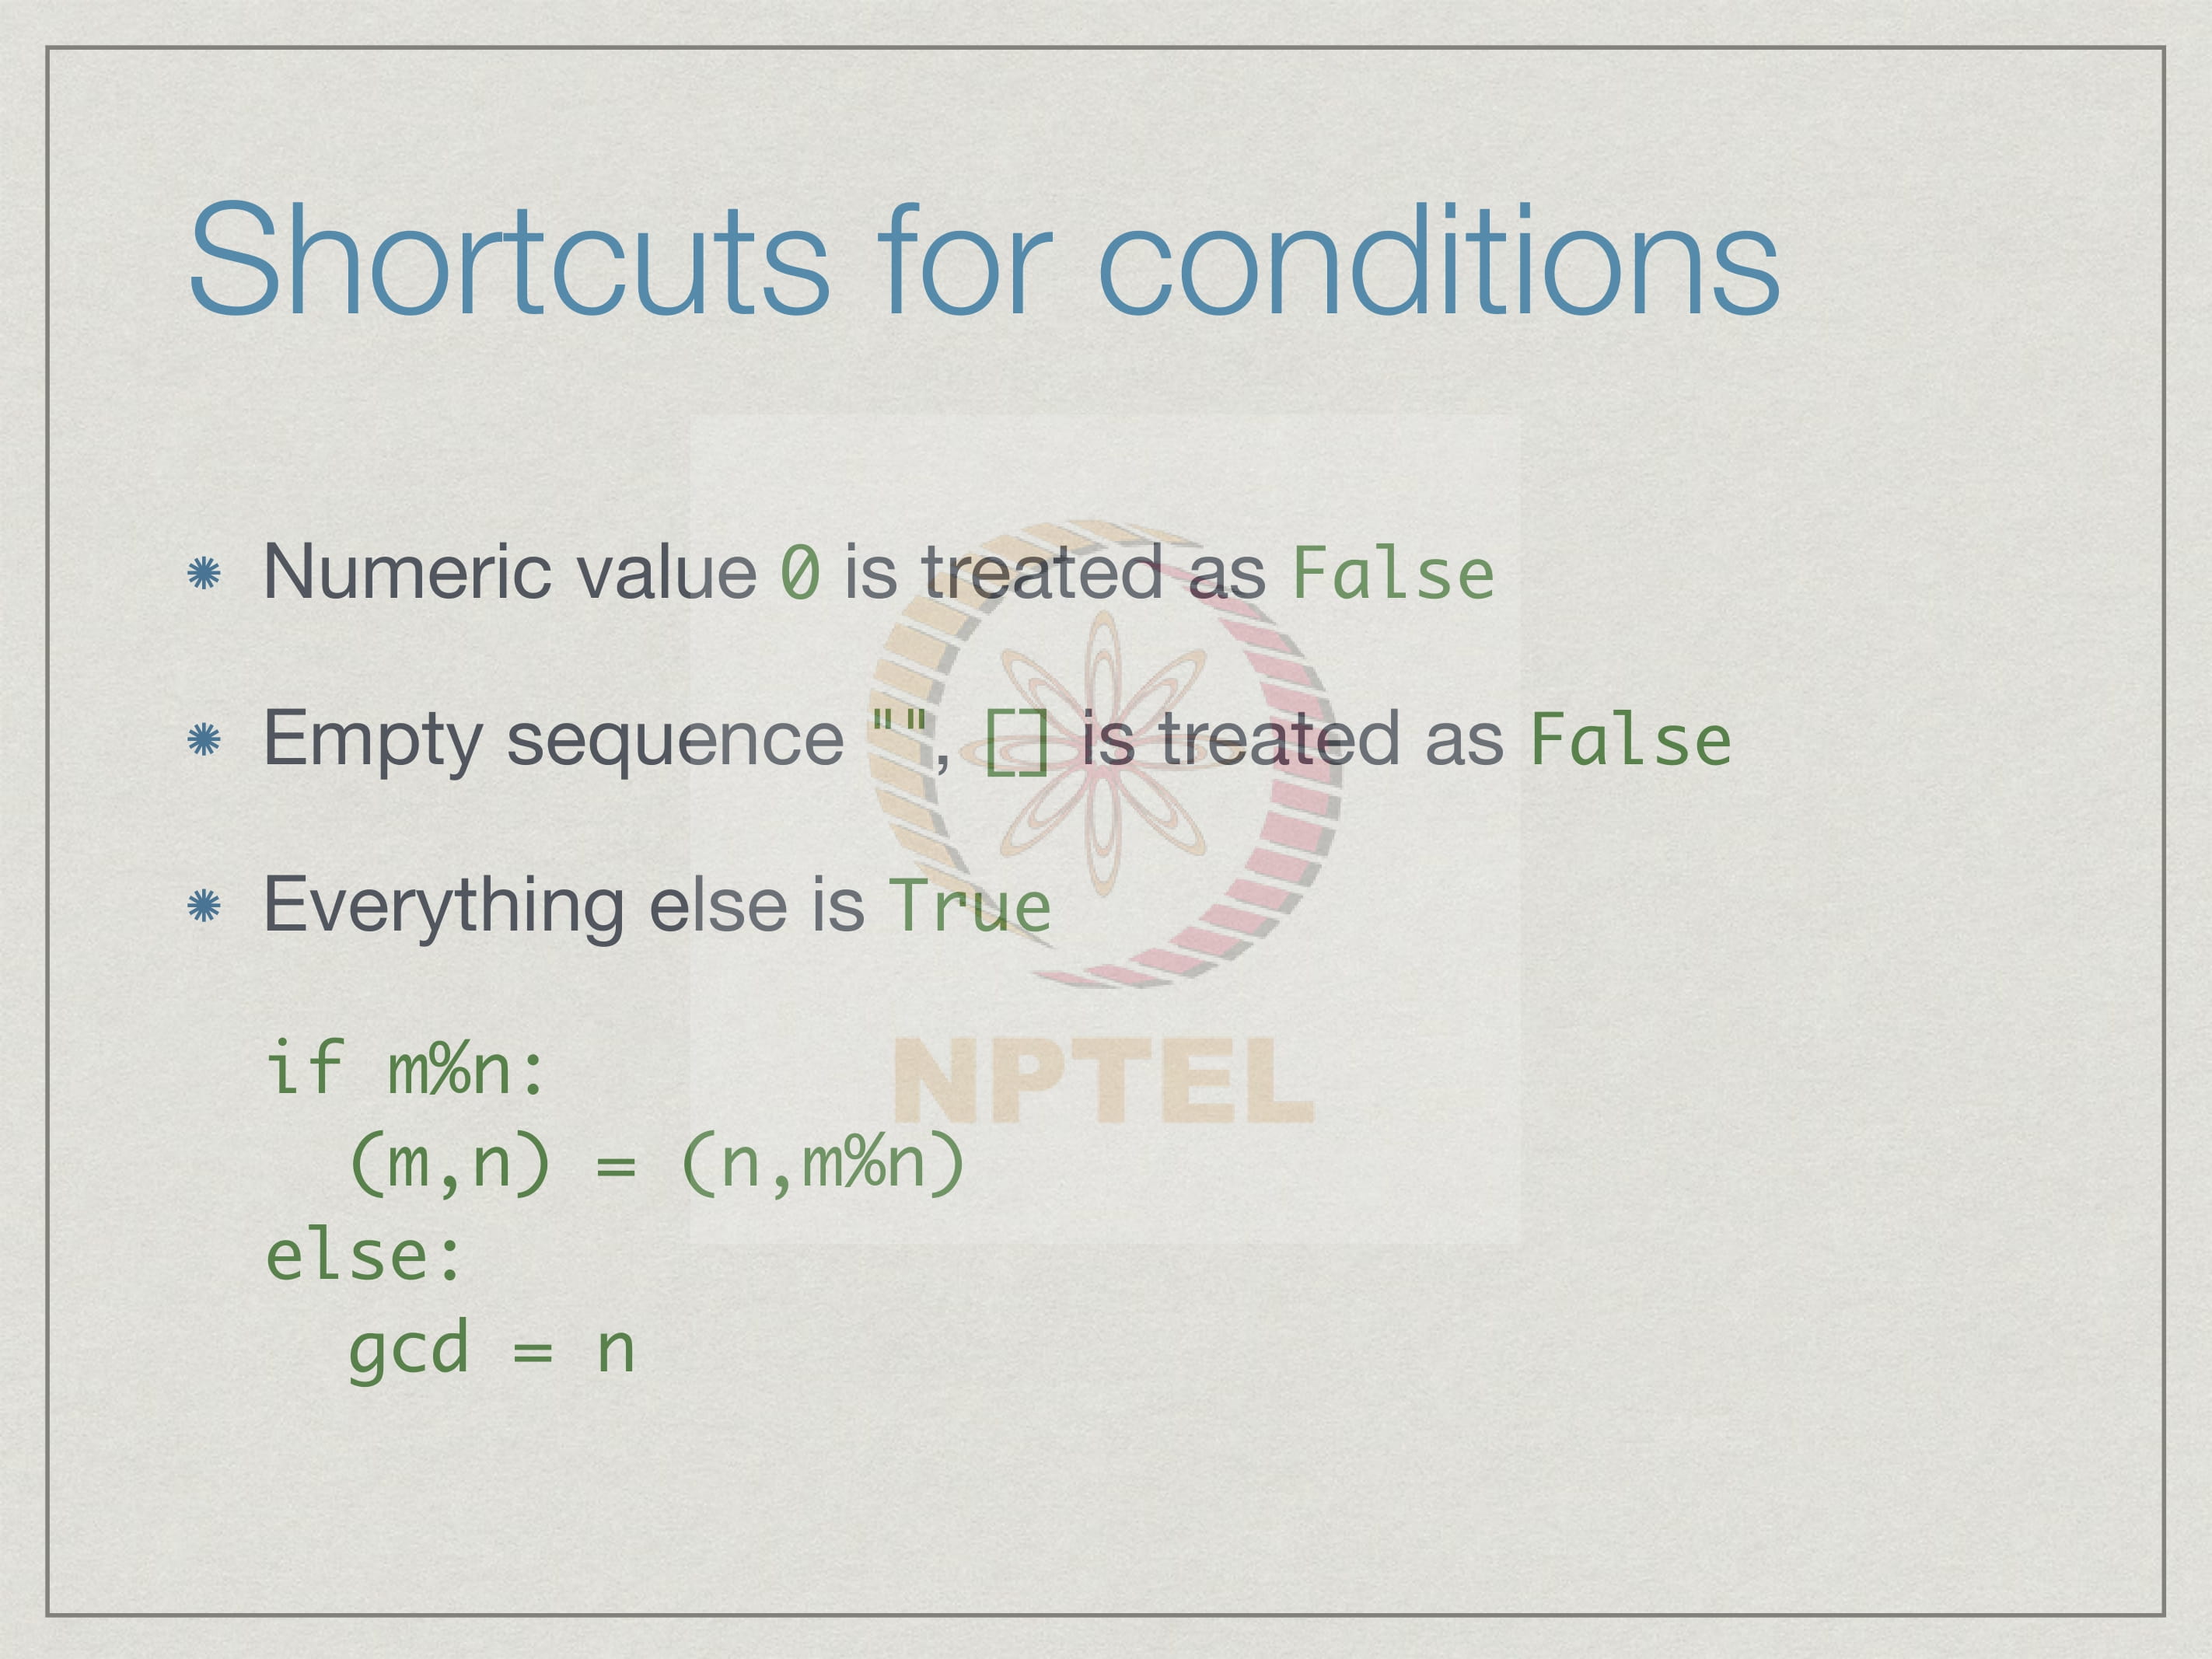 Shortcuts for conditions
Numeric value 0 is treated as False
Empty sequence "", [] is treated as False
Everything else is True
if m%n:
  (m,n) = (n,m%n)
else:
  gcd = n
NPTEL